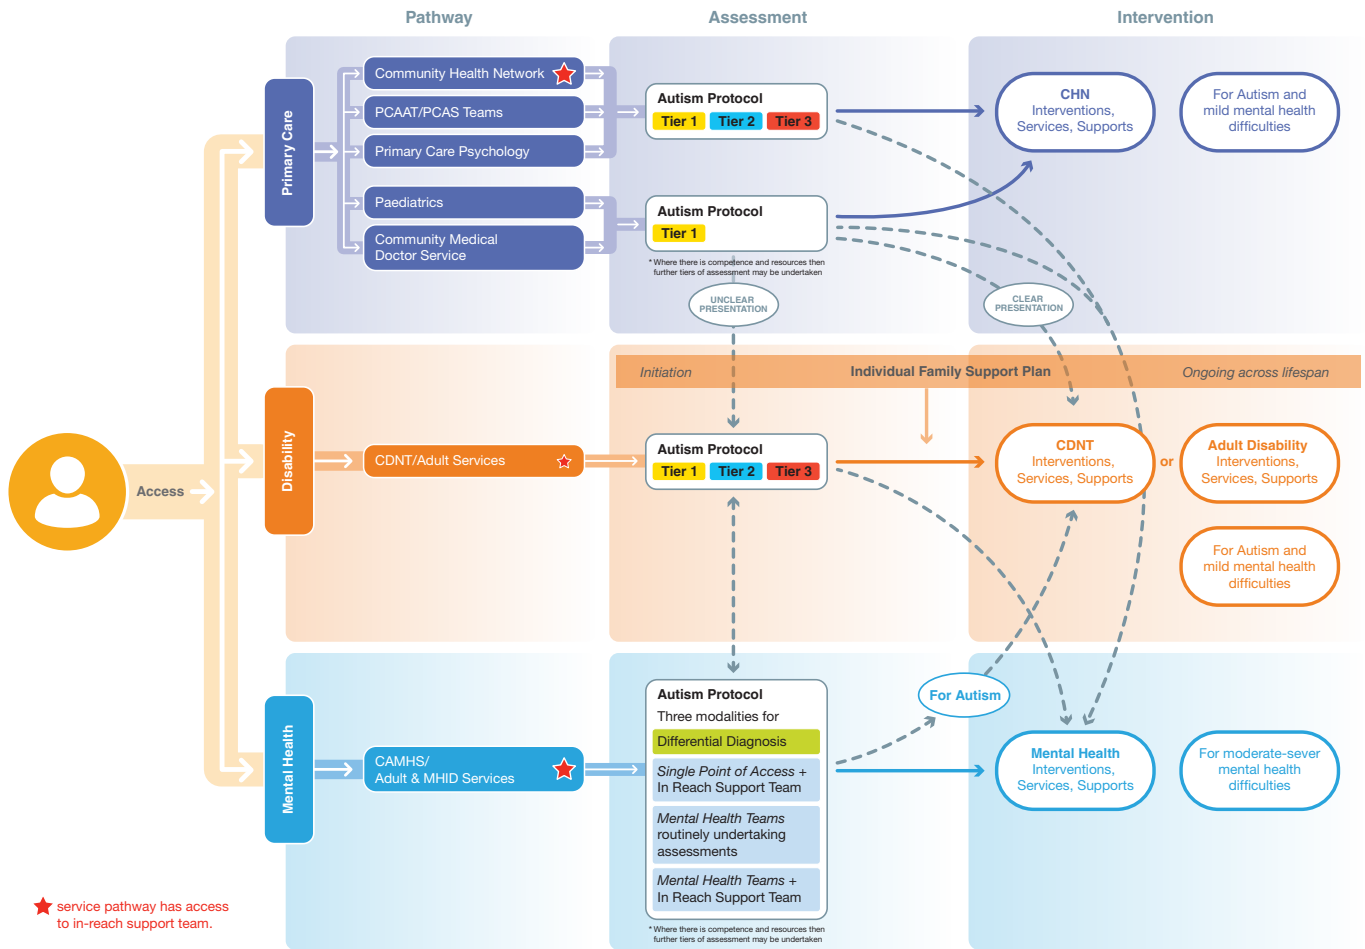 Pathway
Assessment
Intervention
Access
Primary Care
Community Health Network
PCAAT/PCAS Teams
Primary Care Psychology
Paediatrics
Community Medical
Doctor Service
Autism Protocol
Tier 1 Tier 2 Tier 3
Autism Protocol
Tier 1
* Where there is competence and resources then
further tiers of assessment may be undertaken
UNCLEAR
PRESENTATION
CLEAR
PRESENTATION
CHN
Interventions,
Services, Supports
For Autism and
mild mental health
difficulties
Disability
Initiation
Individual Family Support Plan
Ongoing across lifespan
CDNT/Adult Services
Autism Protocol
Tier 1 Tier 2 Tier 3
CDNT
Interventions,
Services, Supports
or
Adult Disability
Interventions,
Services, Supports
For Autism and
mild mental health
difficulties
Mental Health
CAMHS/
Adult & MHID Services
Autism Protocol
Three modalities for
Differential Diagnosis
Single Point of Access +
In Reach Support Team
Mental Health Teams
routinely undertaking
assessments
Mental Health Teams +
In Reach Support Team
* Where there is competence and resources then
further tiers of assessment may be undertaken
For Autism
Mental Health
Interventions,
Services, Supports
For moderate-sever
mental health
difficulties
service pathway has access
to in-reach support team.